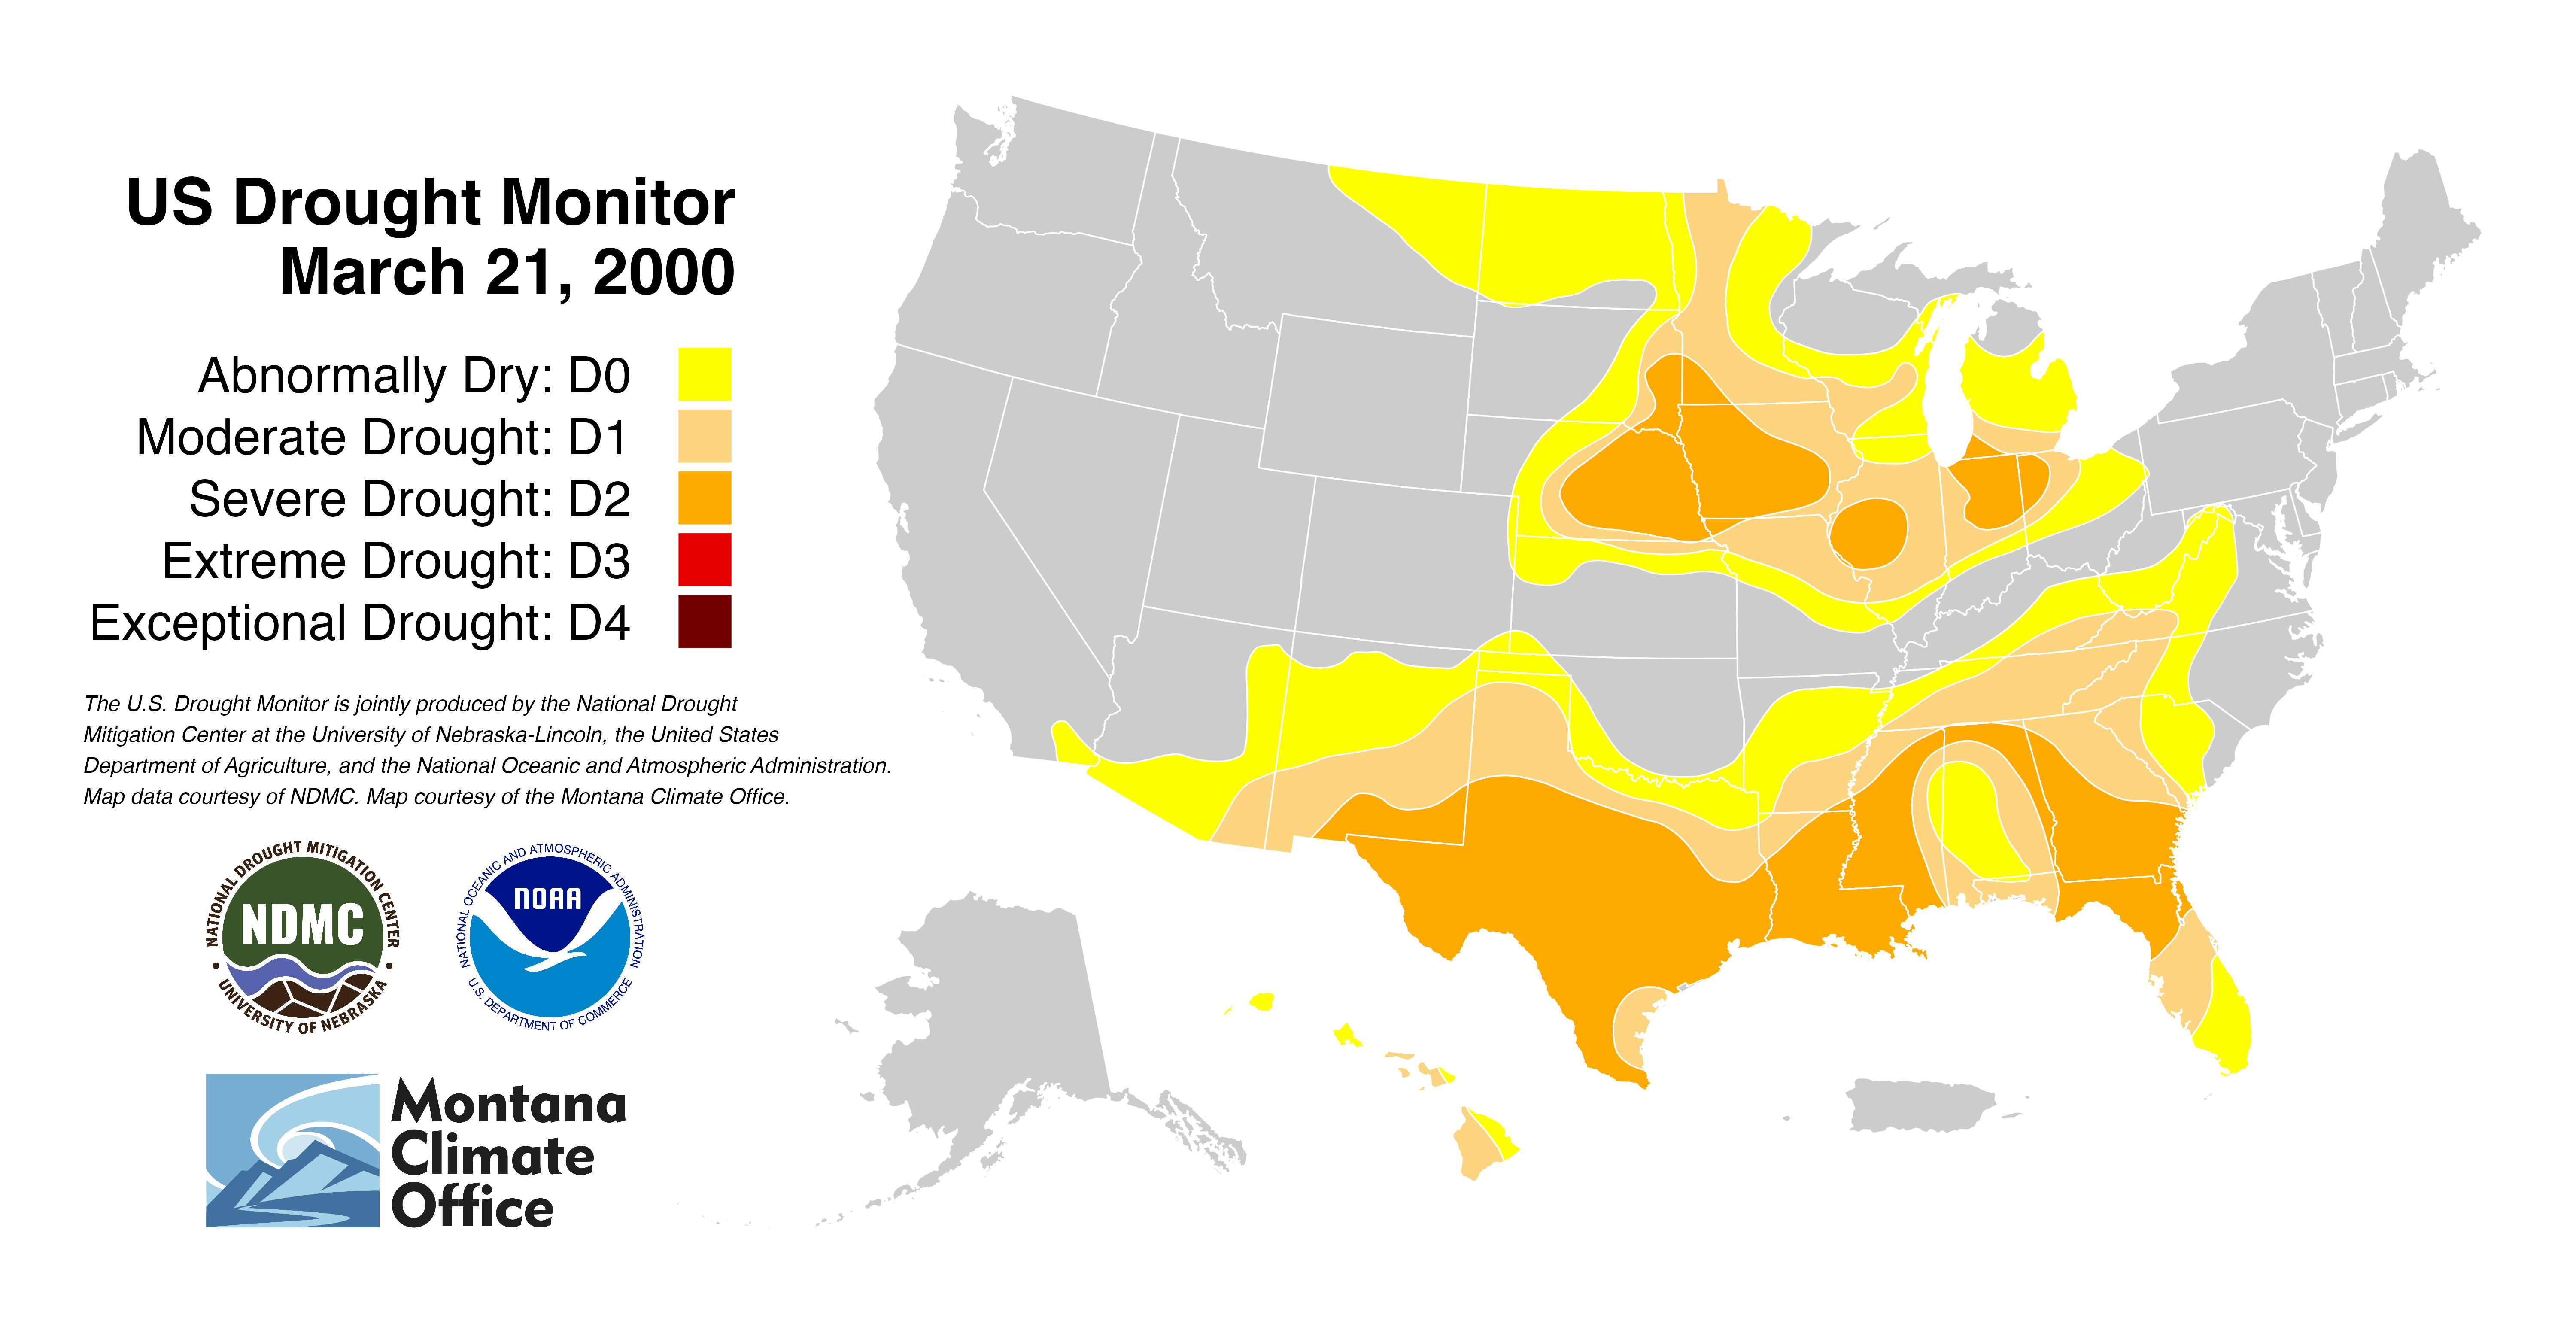 US Drought Monitor
March 21, 2000
Abnormally Dry: D0
Moderate Drought: D1
Severe Drought: D2
Extreme Drought: D3
Exceptional Drought: D4
The U.S. Drought Monitor is jointly produced by the National Drought
Mitigation Center at the University of Nebraska-Lincoln, the United States
Department of Agriculture, and the National Oceanic and Atmospheric Administration.
Map data courtesy of NDMC. Map courtesy of the Montana Climate Office.
NATIONAL DROUGHT MITIGATION CENTER
NDMC
UNIVERSITY OF NEBRASKA
NATIONAL OCEANIC AND ATMOSPHERIC ADMINISTRATION
NOAA
U.S. DEPARTMENT OF COMMERCE
Montana
Climate
Office